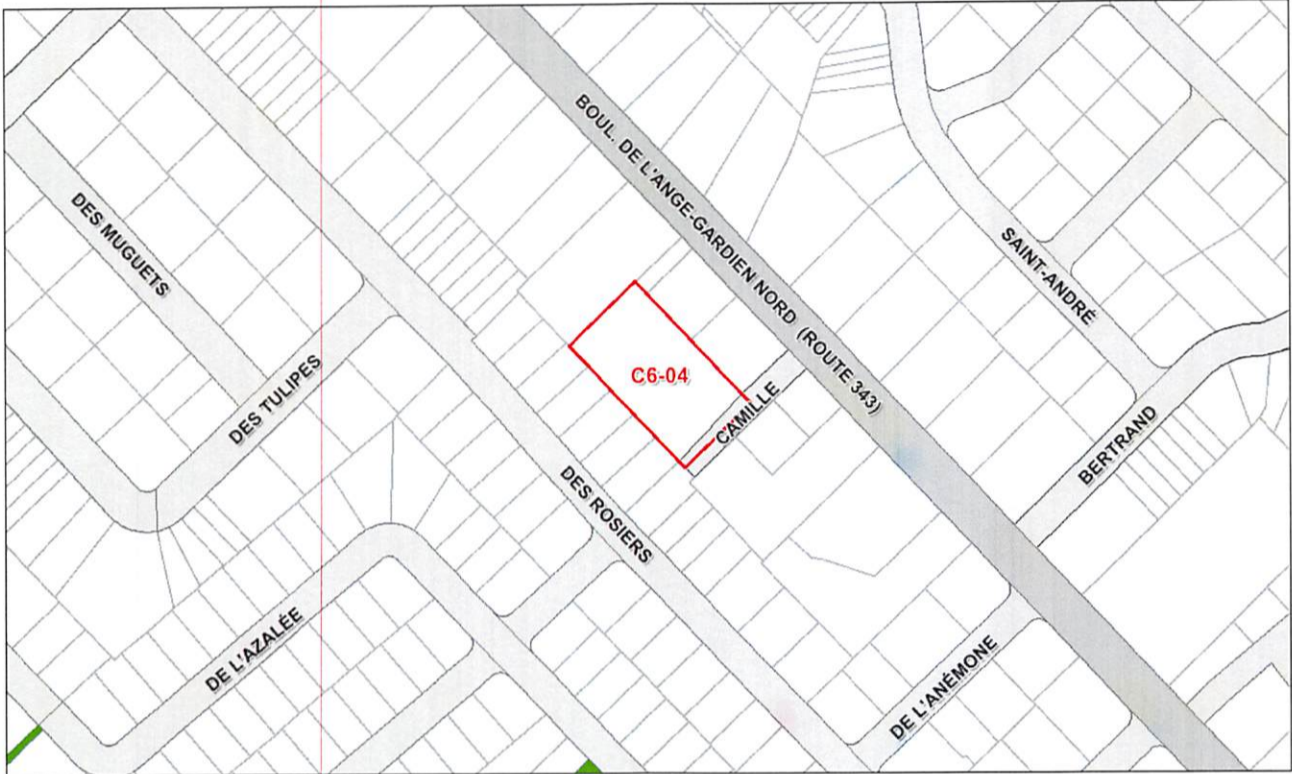 BOUL. DE L'ANGE-GARDIEN NORD (ROUTE 343)
DES MUGUETS
SAINT-ANDRÉ
C6-04
DES TULIPES
CAMILLE
BERTRAND
DES ROSIERS
DE L'AZALÉE
DE L'ANÉMONE